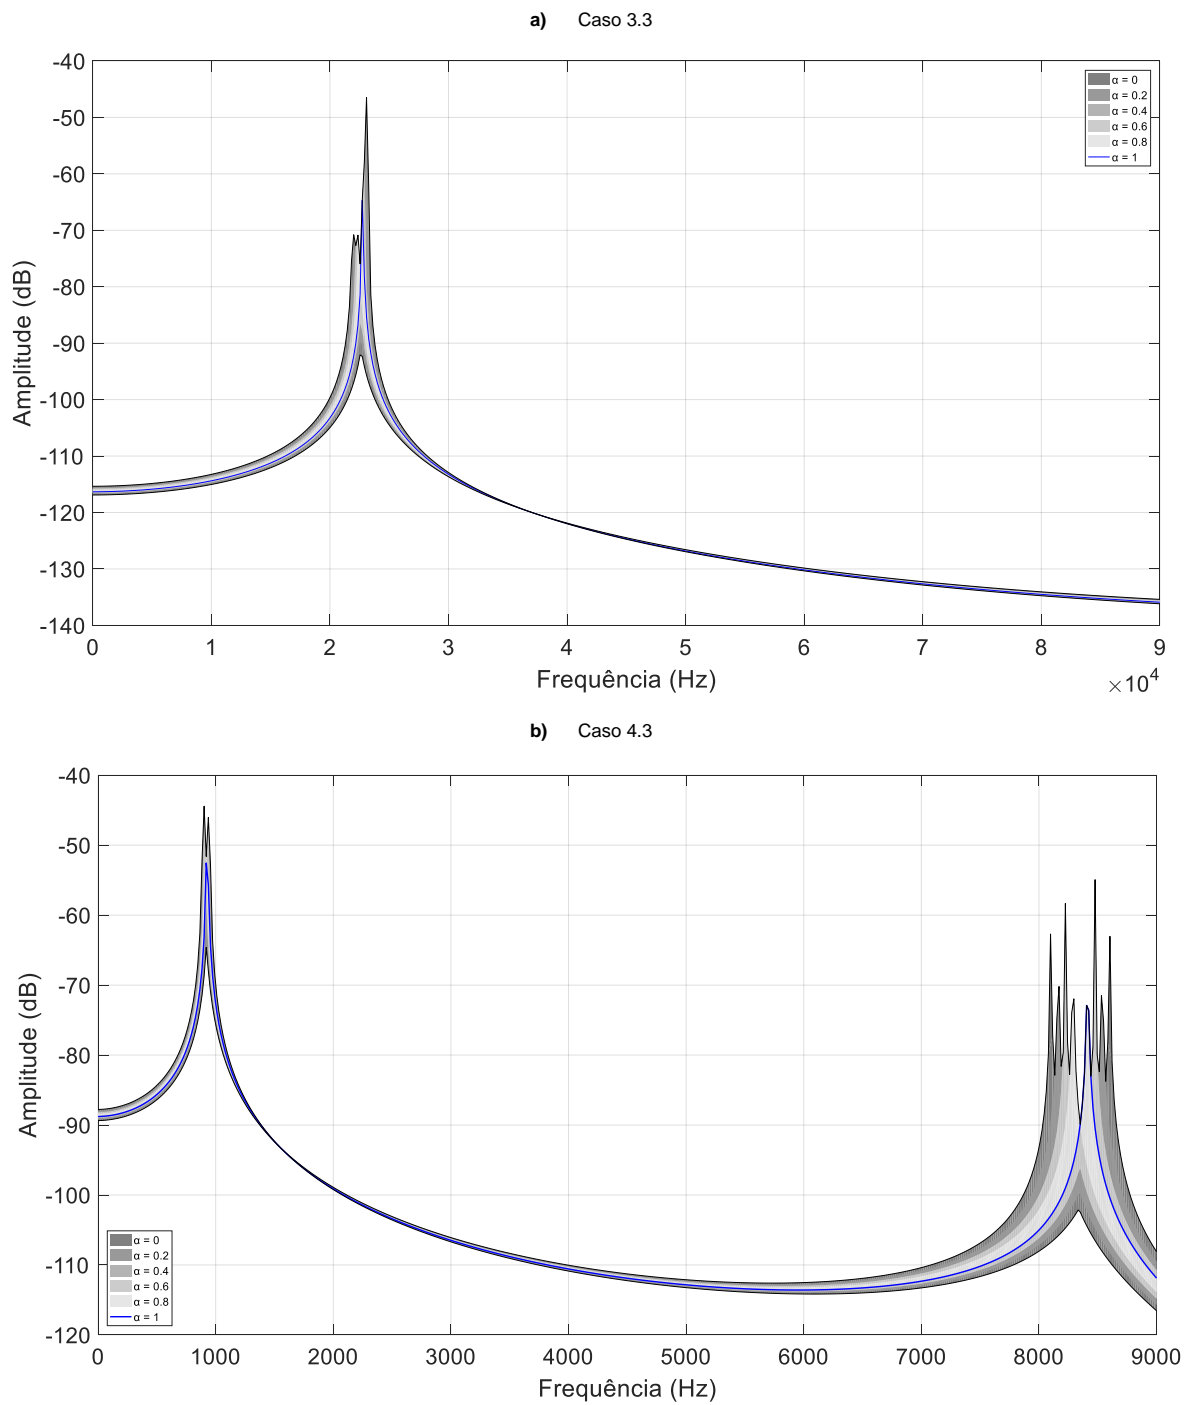 a) Caso 3.3
-40
-50
-60
-70
-80
-90
-100
-110
-120
-130
-140
Amplitude (dB)
α = 0
α = 0.2
α = 0.4
α = 0.6
α = 0.8
α = 1
0 1 2 3 4 5 6 7 8 9
Frequência (Hz)
×10⁴
b) Caso 4.3
-40
-50
-60
-70
-80
-90
-100
-110
-120
Amplitude (dB)
α = 0
α = 0.2
α = 0.4
α = 0.6
α = 0.8
α = 1
0 1000 2000 3000 4000 5000 6000 7000 8000 9000
Frequência (Hz)